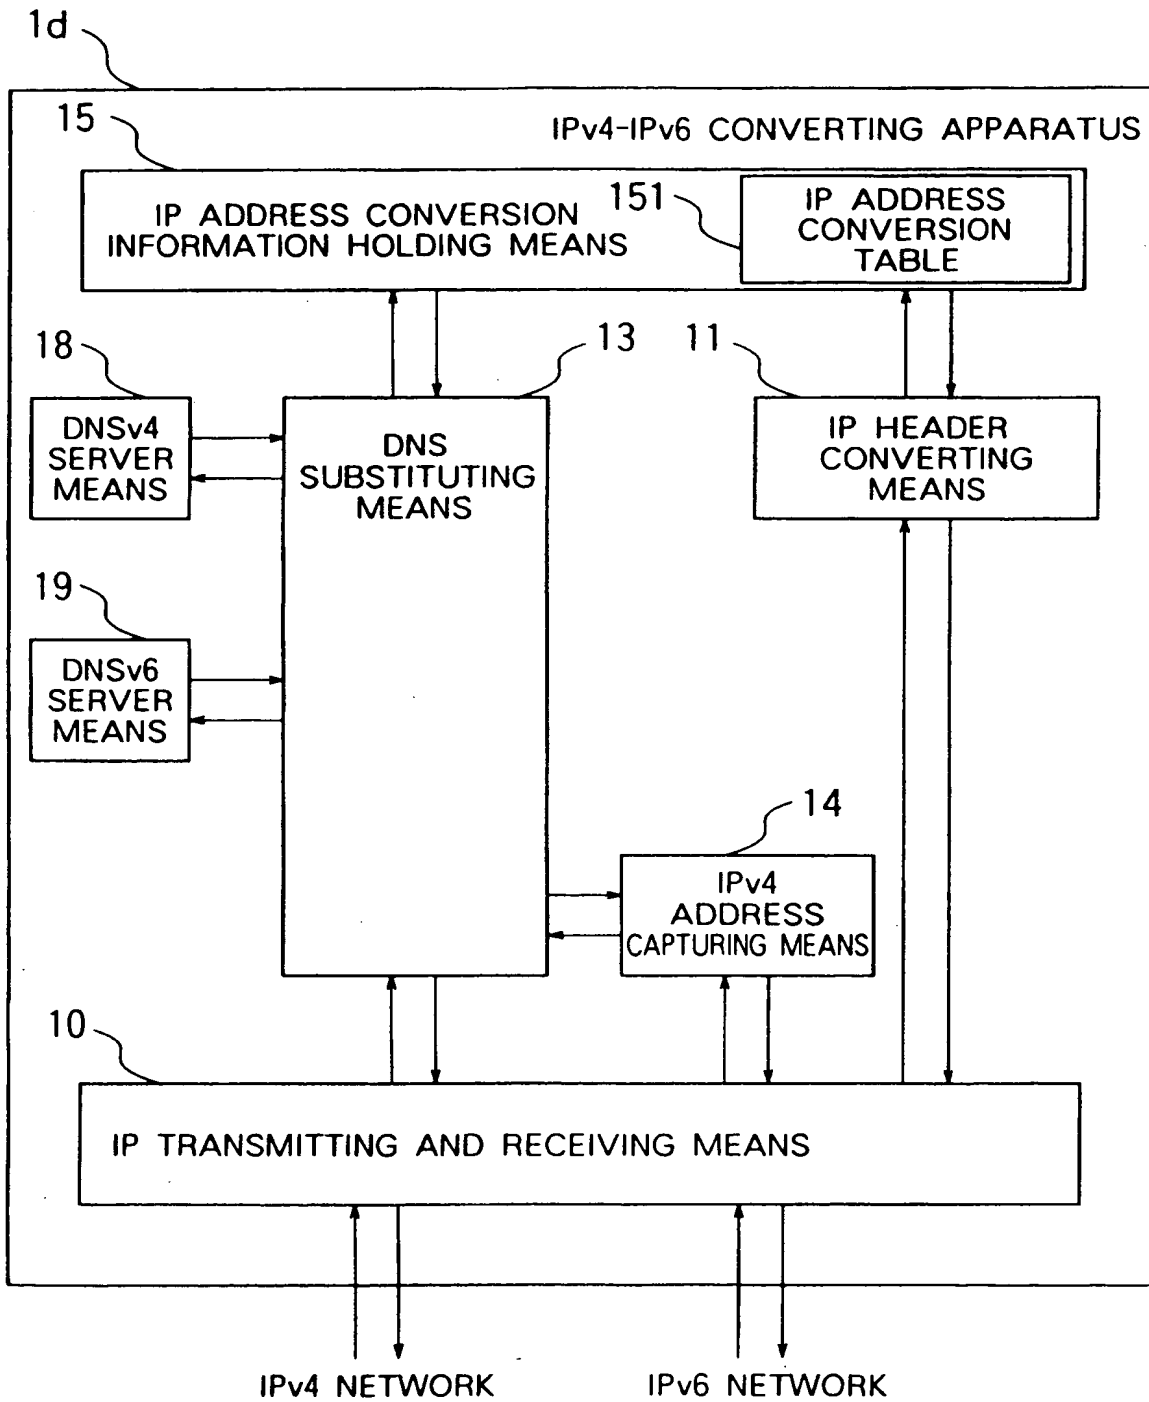 1d
15
IPv4-IPv6 CONVERTING APPARATUS
IP ADDRESS CONVERSION
INFORMATION HOLDING MEANS
151
IP ADDRESS
CONVERSION
TABLE
18
13
11
DNSv4
SERVER
MEANS
DNS
SUBSTITUTING
MEANS
IP HEADER
CONVERTING
MEANS
19
DNSv6
SERVER
MEANS
14
IPv4
ADDRESS
CAPTURING MEANS
10
IP TRANSMITTING AND RECEIVING MEANS
IPv4 NETWORK
IPv6 NETWORK